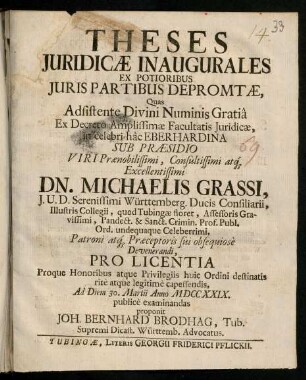 14.
33
THESES
JURIDICÆ INAUGURALES
EX POTIORIBUS
JURIS PARTIBUS DEPROMTÆ,
Quas
Adsistente Divini Numinis Gratiâ
Ex Decreto Amplissimæ Facultatis Juridicæ,
in celebri hâc EBERHARDINA
SUB PRÆSIDIO
VIRI Prænobilissimi, Consultissimi atq,
Excellentissimi
DN. MICHAELIS GRASSI,
J. U. D. Serenissimi Württemberg. Ducis Consiliarii,
Illustris Collegii, quod Tubingæ floret, Assessoris Gra-
vissimi, Pandect. & Sanct. Crimin. Prof. Publ.
Ord. undequaque Celeberrimi.
Patroni atq, Præceptoris sui obsequiosè
Devenerandi,
PRO LICENTIA
Proque Honoribus atque Privilegiis huic Ordini destinatis
ritè atque legitimè capessendis,
Ad Diem 30. Martii Anno MDCCXXIX.
publicè examinandas
proponit
JOH. BERNHARD BRODHAG, Tub.
Supremi Dicast. Württemb. Advocatus.
TUBINGÆ, LITERIS GEORGII FRIDERICI PFLICKII.